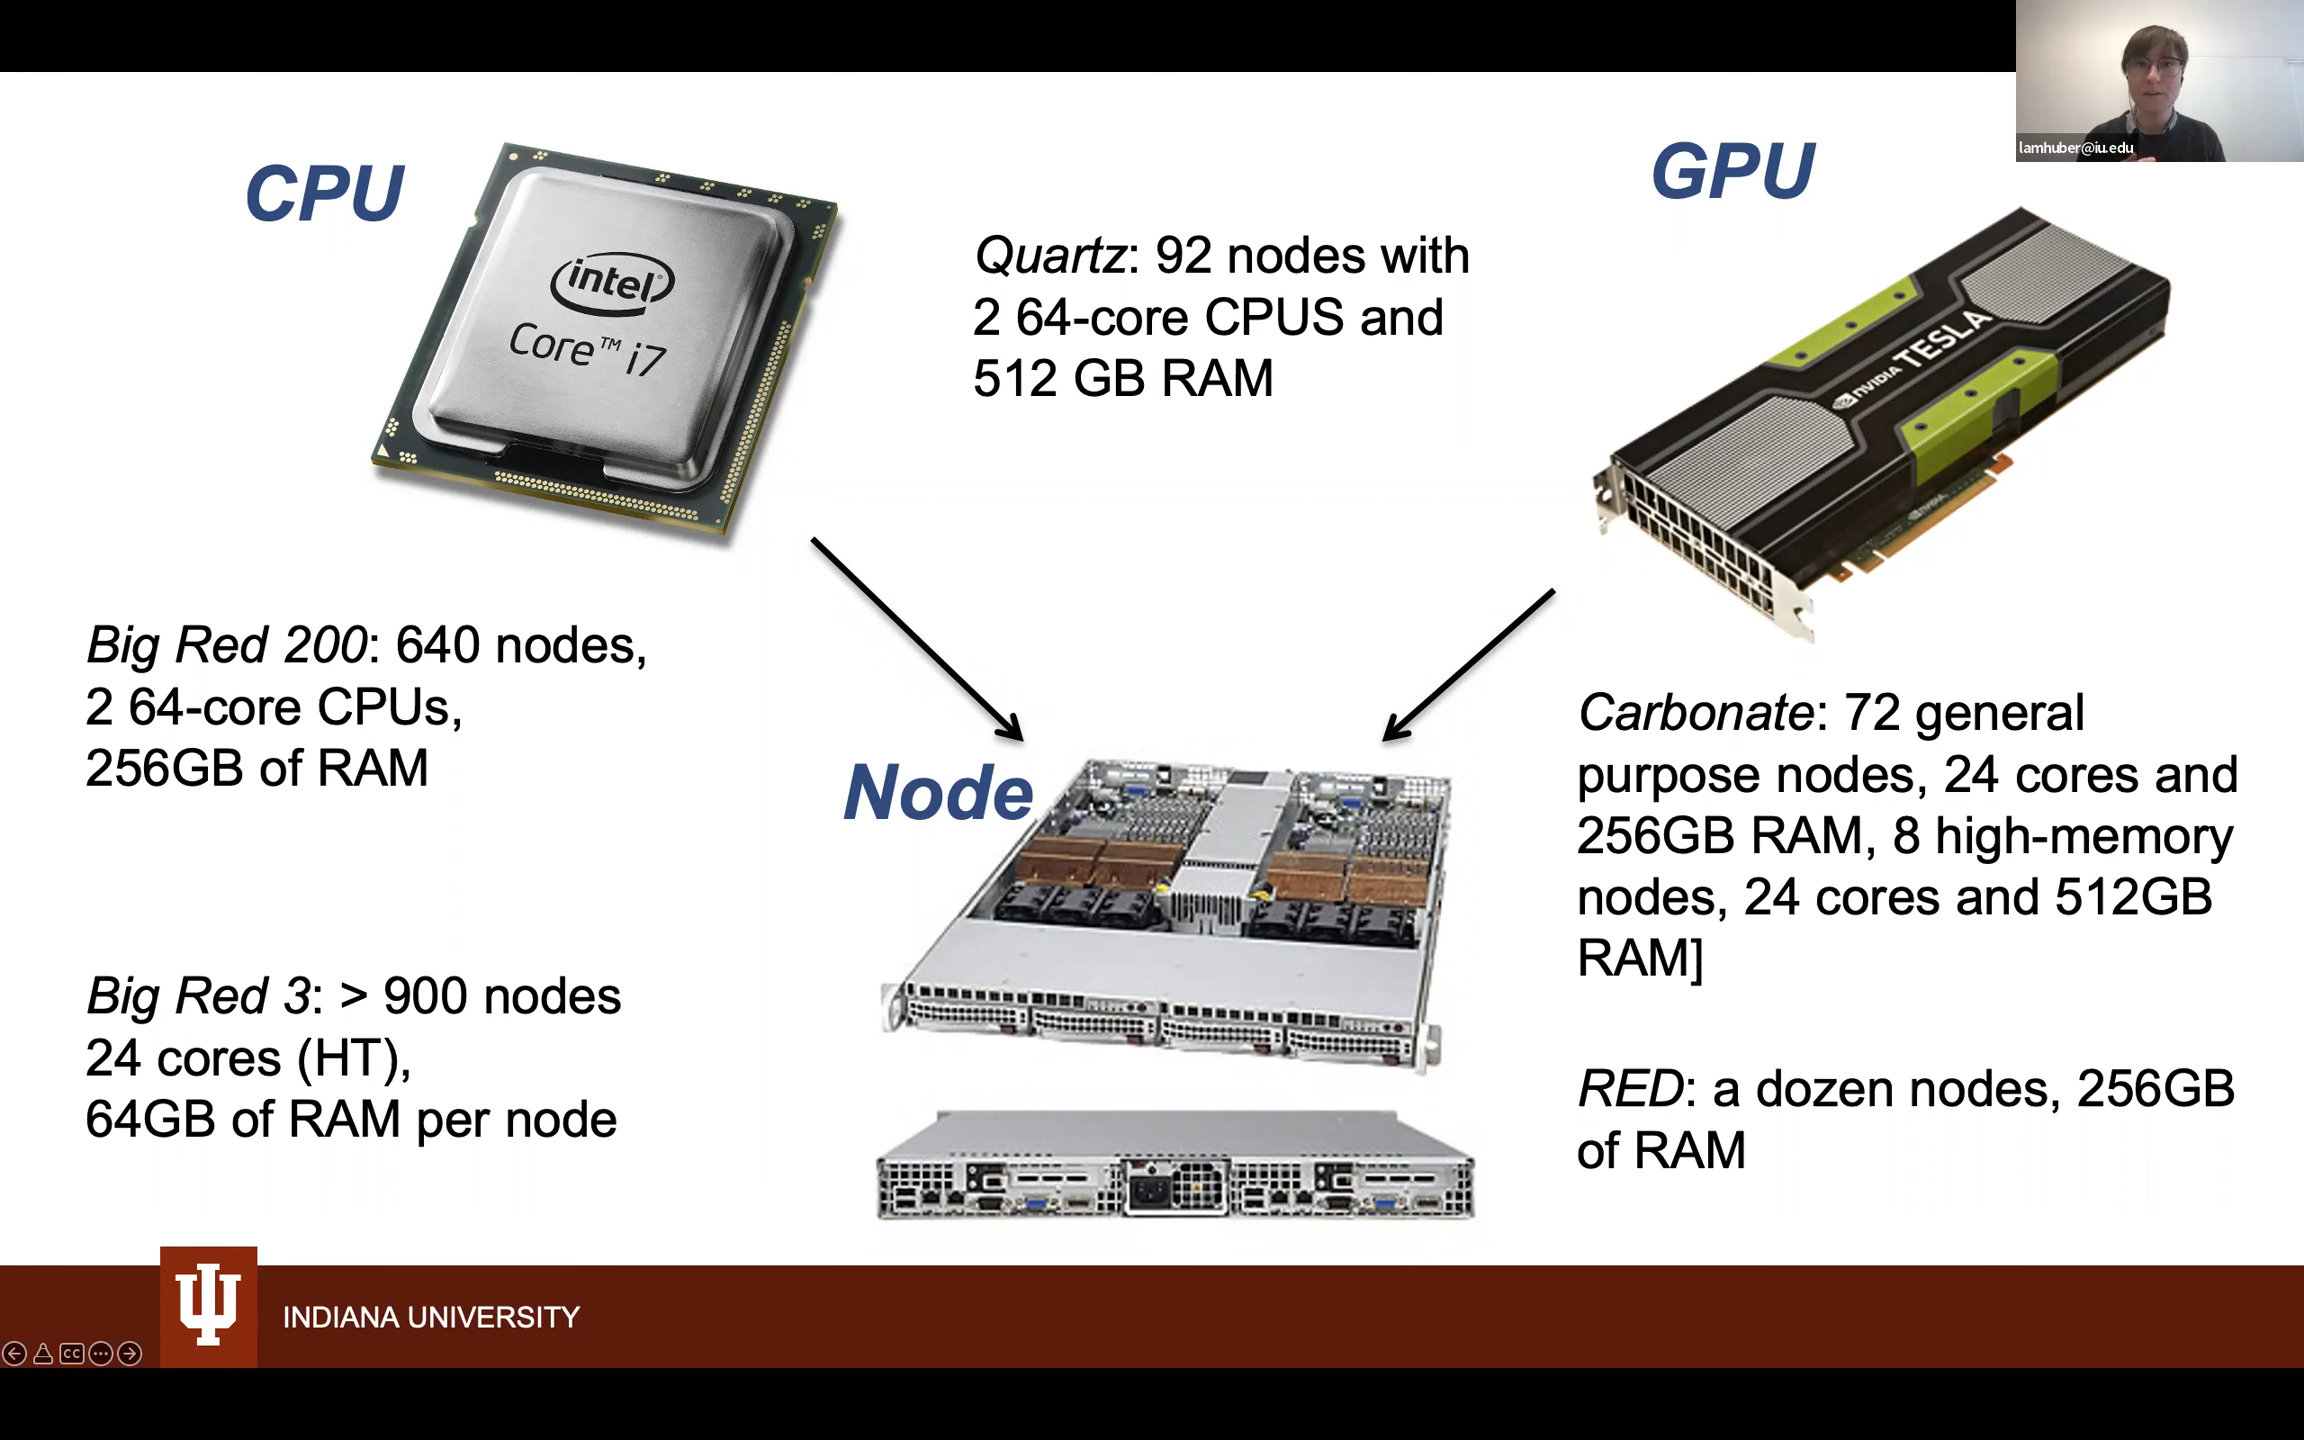 lamhuber@iu.edu
CPU
intel
Core™ i7
Quartz: 92 nodes with
2 64-core CPUS and
512 GB RAM
GPU
NVIDIA TESLA
Big Red 200: 640 nodes,
2 64-core CPUs,
256GB of RAM
Node
Carbonate: 72 general
purpose nodes, 24 cores and
256GB RAM, 8 high-memory
nodes, 24 cores and 512GB
RAM]
Big Red 3: > 900 nodes
24 cores (HT),
64GB of RAM per node
RED: a dozen nodes, 256GB
of RAM
INDIANA UNIVERSITY
CC